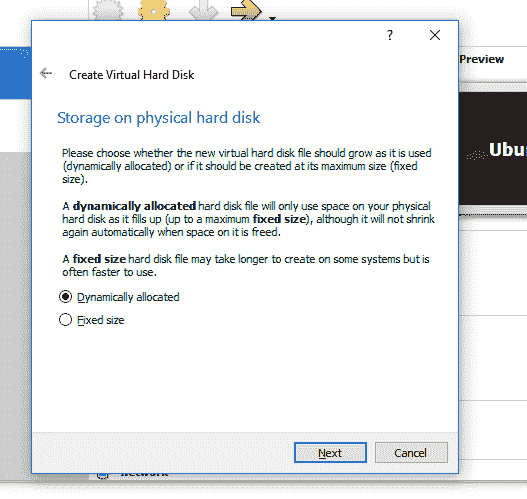 ?
Create Virtual Hard Disk
Preview
Storage on physical hard disk
Please choose whether the new virtual hard disk file should grow as it is used
(dynamically allocated) or if it should be created at its maximum size (fixed
size).
A dynamically allocated hard disk file will only use space on your physical
hard disk as it fills up (up to a maximum fixed size), although it will not shrink
again automatically when space on it is freed.
A fixed size hard disk file may take longer to create on some systems but is
often faster to use.
Dynamically allocated
Fixed size
Next
Cancel